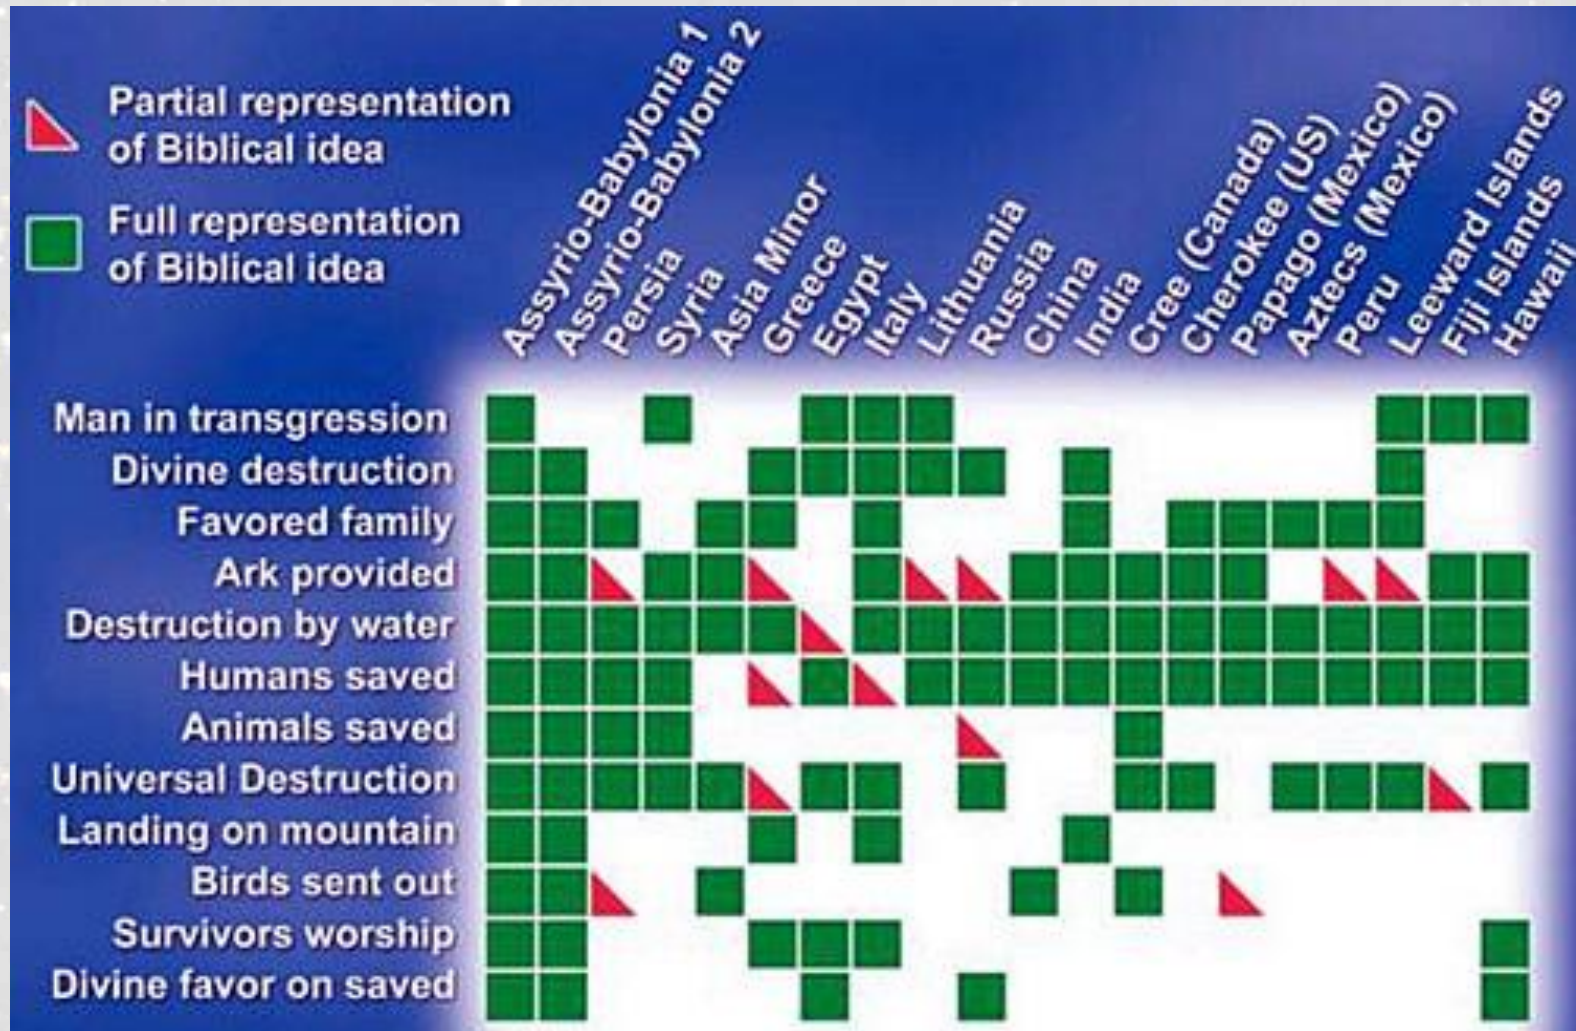 Partial representation
of Biblical idea
Full representation
of Biblical idea
Assyrio-Babylonia 1
Assyrio-Babylonia 2
Persia
Syria
Asia Minor
Greece
Egypt
Italy
Lithuania
Russia
China
India
Cree (Canada)
Cherokee (US)
Papago (Mexico)
Aztecs (Mexico)
Peru
Leeward Islands
Fiji Islands
Hawaii
Man in transgression
Divine destruction
Favored family
Ark provided
Destruction by water
Humans saved
Animals saved
Universal Destruction
Landing on mountain
Birds sent out
Survivors worship
Divine favor on saved